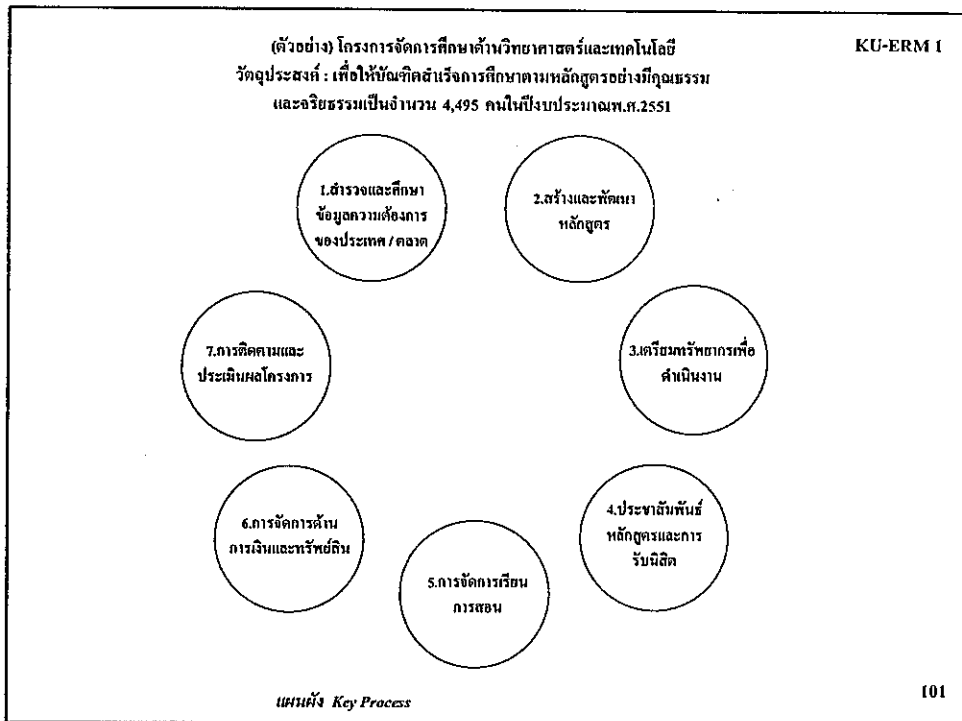 (ตัวอย่าง) โครงการจัดการศึกษาด้านวิทยาศาสตร์และเทคโนโลยี
KU-ERM 1
วัตถุประสงค์ : เพื่อให้บัณฑิตสำเร็จการศึกษาตามหลักสูตรอย่างมีคุณธรรม
และจริยธรรมเป็นจำนวน 4,495 คนในปีงบประมาณพ.ศ.2551
1.สำรวจและศึกษา
ข้อมูลความต้องการ
ของประเทศ / ตลาด
2.สร้างและพัฒนา
หลักสูตร
3.เตรียมทรัพยากรเพื่อ
ดำเนินงาน
4.ประชาสัมพันธ์
หลักสูตรและการ
รับนิสิต
5.การจัดการเรียน
การสอน
6.การจัดการด้าน
การเงินและทรัพย์สิน
7.การติดตามและ
ประเมินผลโครงการ
แผนผัง Key Process
101